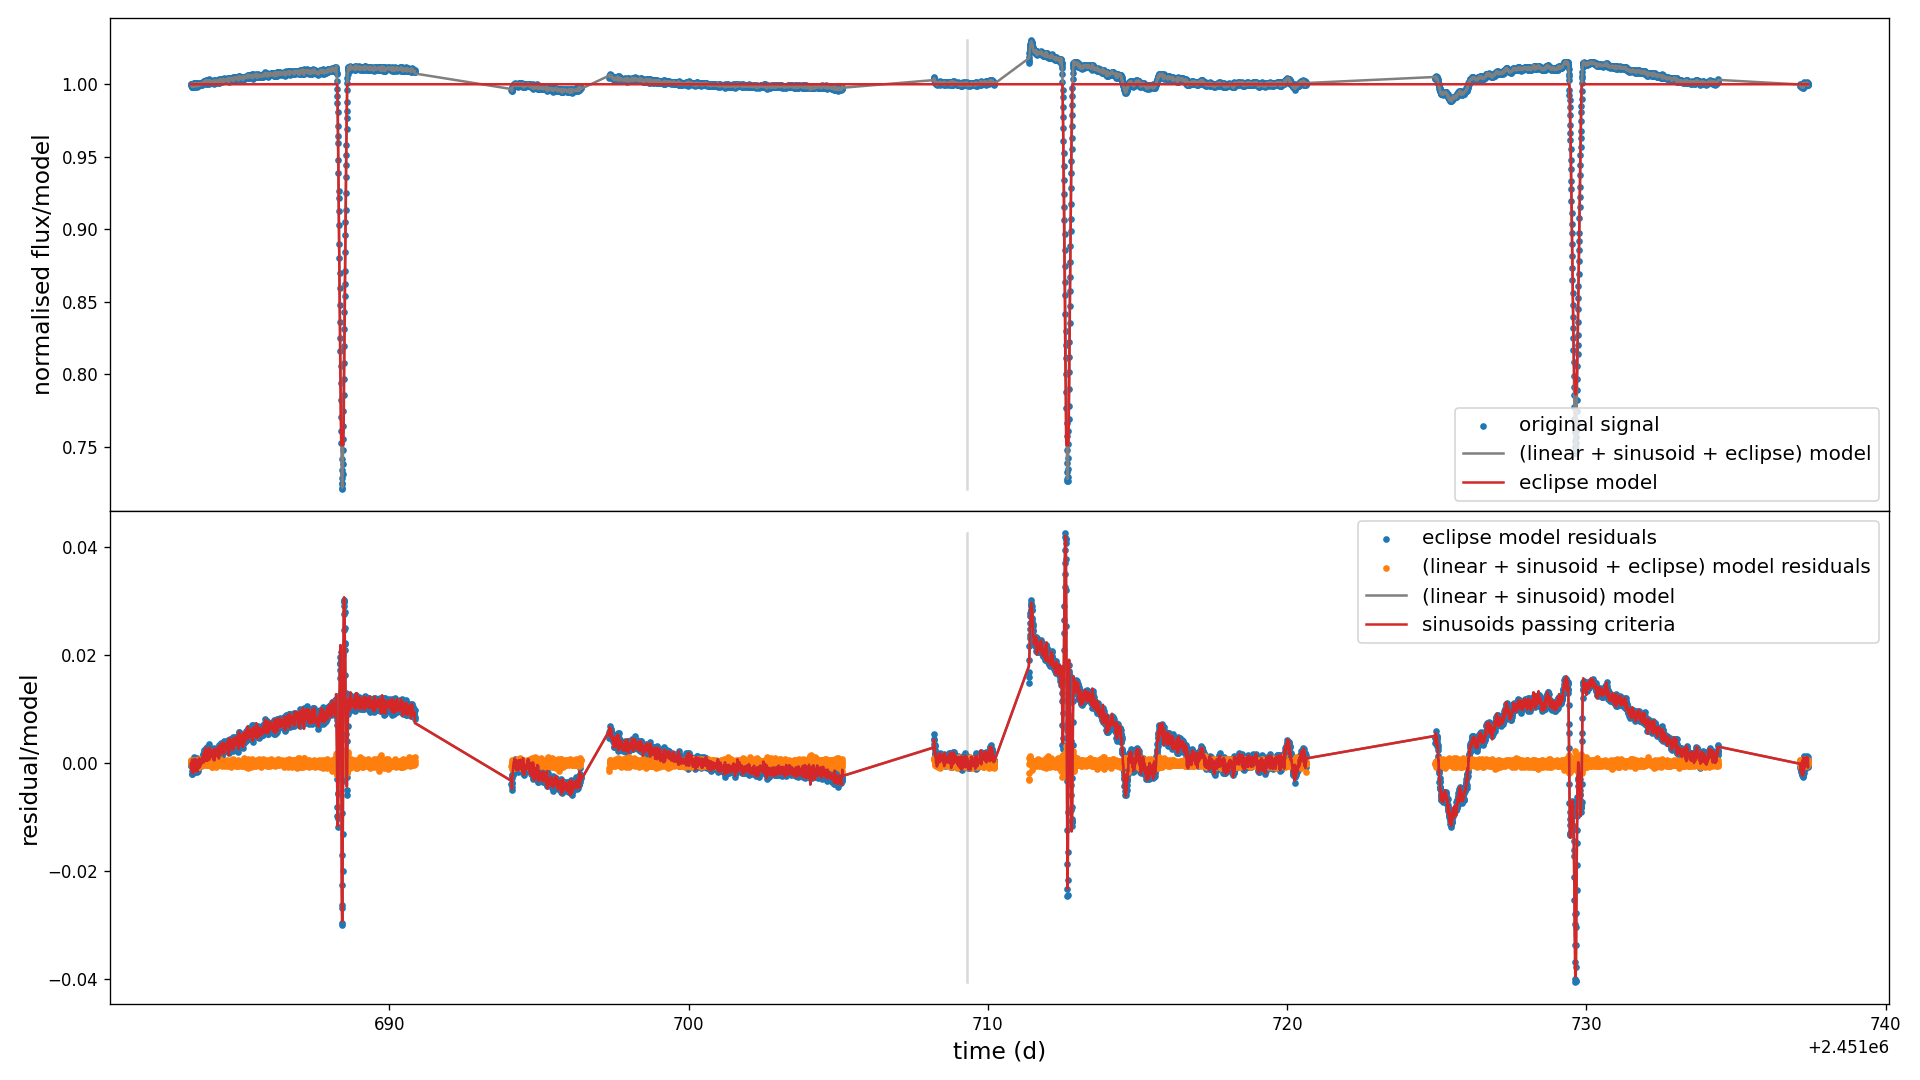 1.00
0.95
0.90
0.85
0.80
0.75
normalised flux/model
original signal
(linear + sinusoid + eclipse) model
eclipse model
0.04
0.02
0.00
−0.02
−0.04
residual/model
eclipse model residuals
(linear + sinusoid + eclipse) model residuals
(linear + sinusoid) model
sinusoids passing criteria
690 700 710 720 730 740
time (d)
+2.451e6